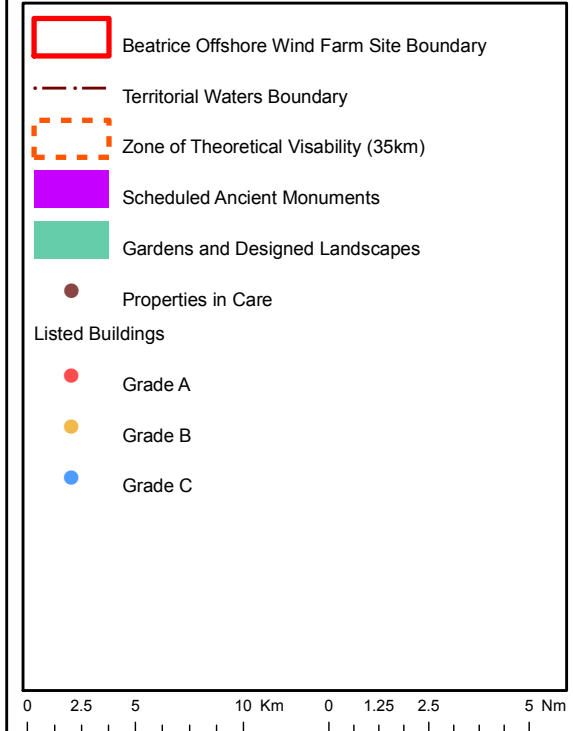 Beatrice Offshore Wind Farm Site Boundary
Territorial Waters Boundary
Zone of Theoretical Visability (35km)
Scheduled Ancient Monuments
Gardens and Designed Landscapes
Properties in Care
Listed Buildings
Grade A
Grade B
Grade C
0 2.5 5 10 Km 0 1.25 2.5 5 Nm